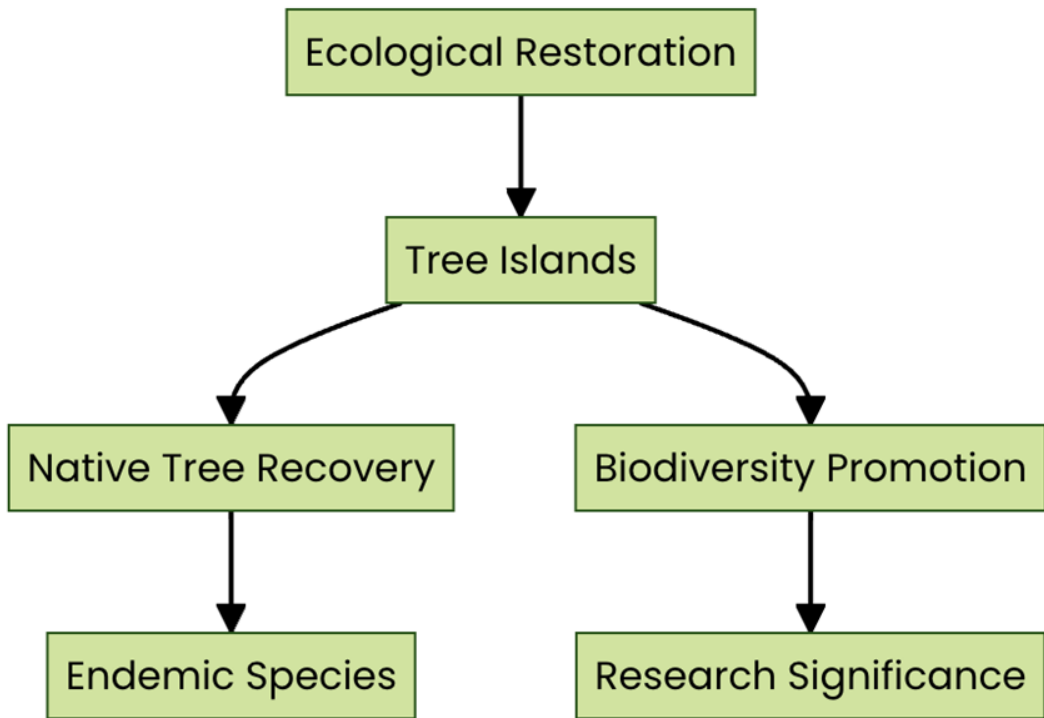 Ecological Restoration
Tree Islands
Native Tree Recovery
Biodiversity Promotion
Endemic Species
Research Significance